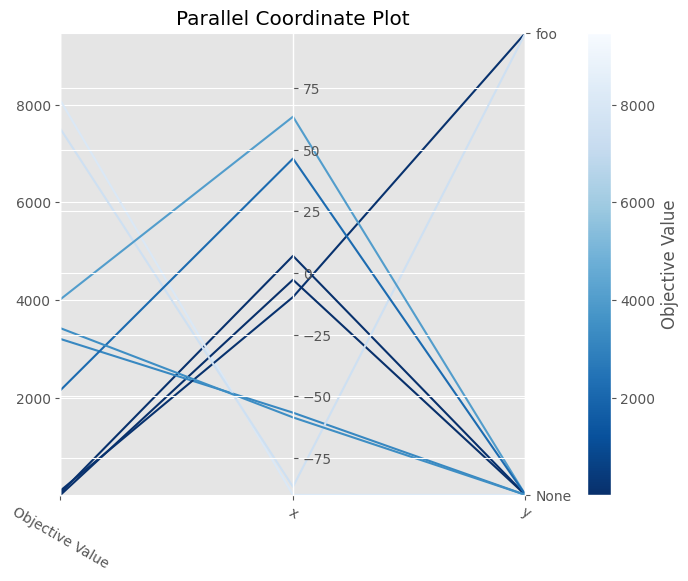 Parallel Coordinate Plot
8000
6000
4000
2000
75
50
25
0
−25
−50
−75
foo
None
8000
6000
4000
2000
Objective Value
Objective Value
x
y